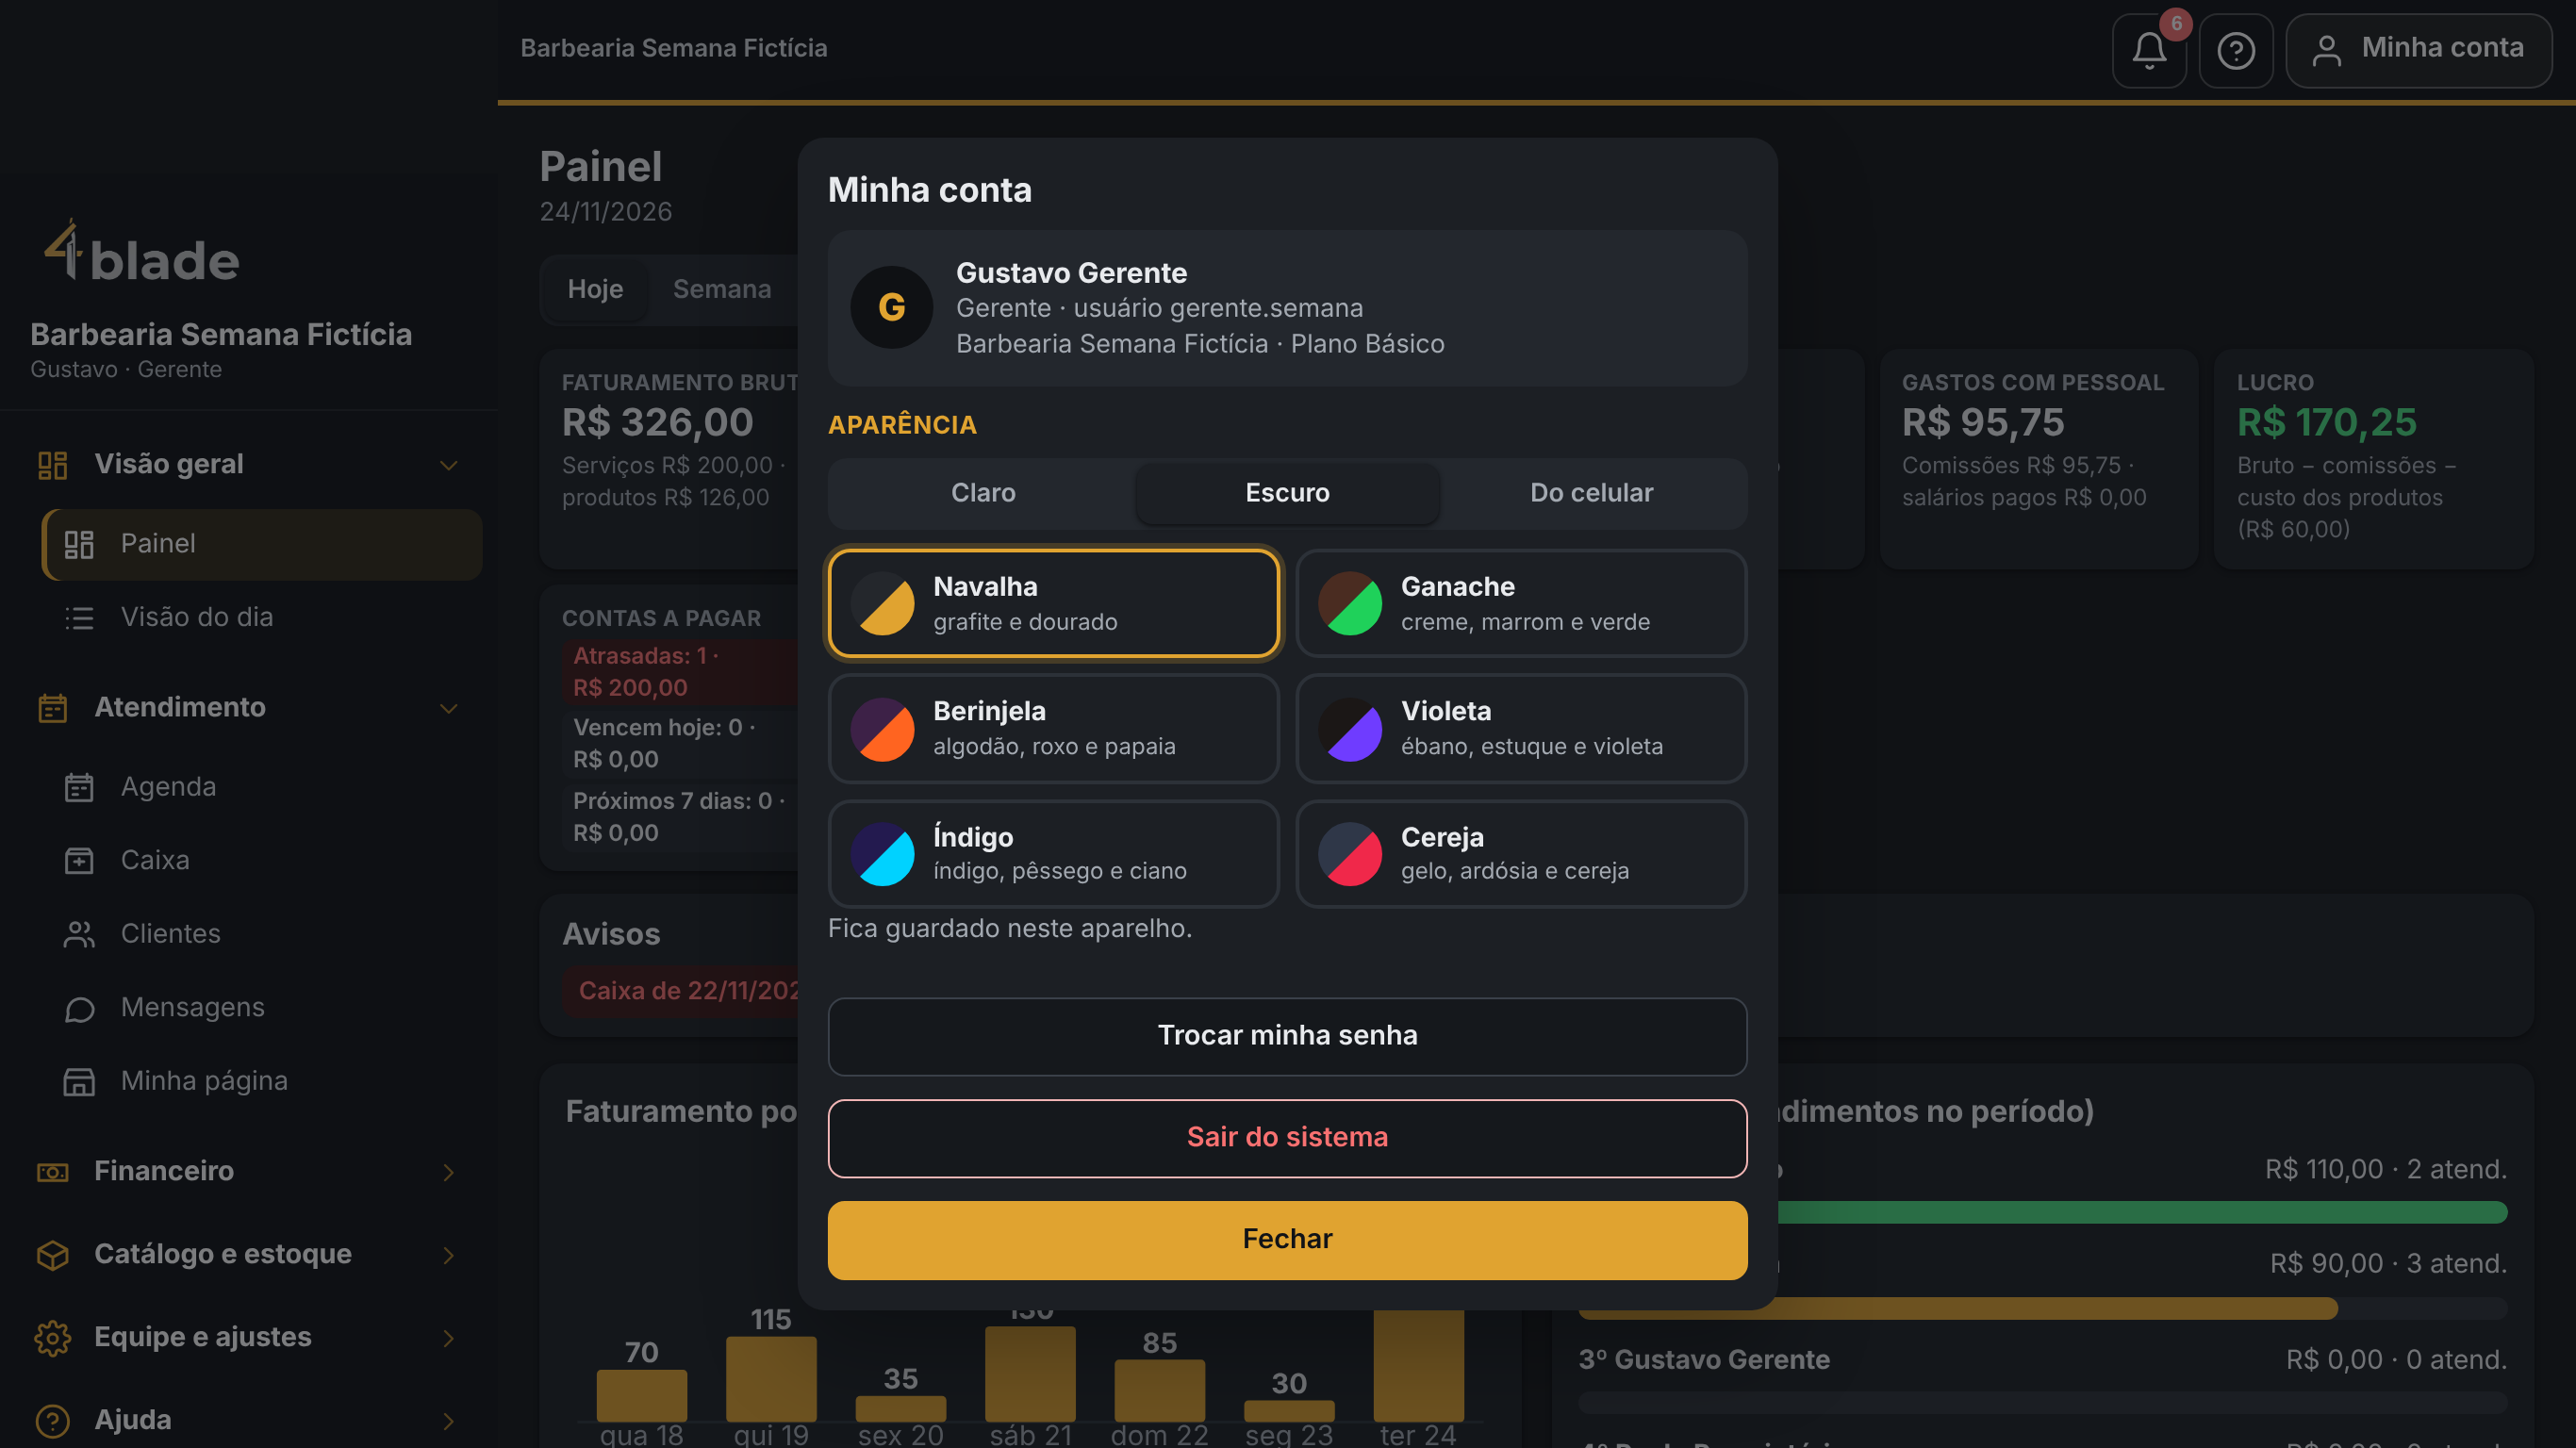 Barbearia Semana Fictícia
6
Minha conta
4blade
Barbearia Semana Fictícia
Gustavo · Gerente
Visão geral
Painel
Visão do dia
Atendimento
Agenda
Caixa
Clientes
Mensagens
Minha página
Financeiro
Catálogo e estoque
Equipe e ajustes
Ajuda
Painel
24/11/2026
Hoje
Semana
FATURAMENTO BRUT
R$ 326,00
Serviços R$ 200,00 ·
produtos R$ 126,00
GASTOS COM PESSOAL
R$ 95,75
Comissões R$ 95,75 ·
salários pagos R$ 0,00
LUCRO
R$ 170,25
Bruto – comissões –
custo dos produtos
(R$ 60,00)
CONTAS A PAGAR
Atrasadas: 1 ·
R$ 200,00
Vencem hoje: 0 ·
R$ 0,00
Próximos 7 dias: 0 ·
R$ 0,00
Avisos
Caixa de 22/11/202
Faturamento po
70
115
35
130
85
30
qua 18
qui 19
sex 20
sáb 21
dom 22
seg 23
ter 24
dimentos no período)
R$ 110,00 · 2 atend.
R$ 90,00 · 3 atend.
3º Gustavo Gerente
R$ 0,00 · 0 atend.
Minha conta
G
Gustavo Gerente
Gerente · usuário gerente.semana
Barbearia Semana Fictícia · Plano Básico
APARÊNCIA
Claro
Escuro
Do celular
Navalha
grafite e dourado
Ganache
creme, marrom e verde
Berinjela
algodão, roxo e papaia
Violeta
ébano, estuque e violeta
Índigo
índigo, pêssego e ciano
Cereja
gelo, ardósia e cereja
Fica guardado neste aparelho.
Trocar minha senha
Sair do sistema
Fechar